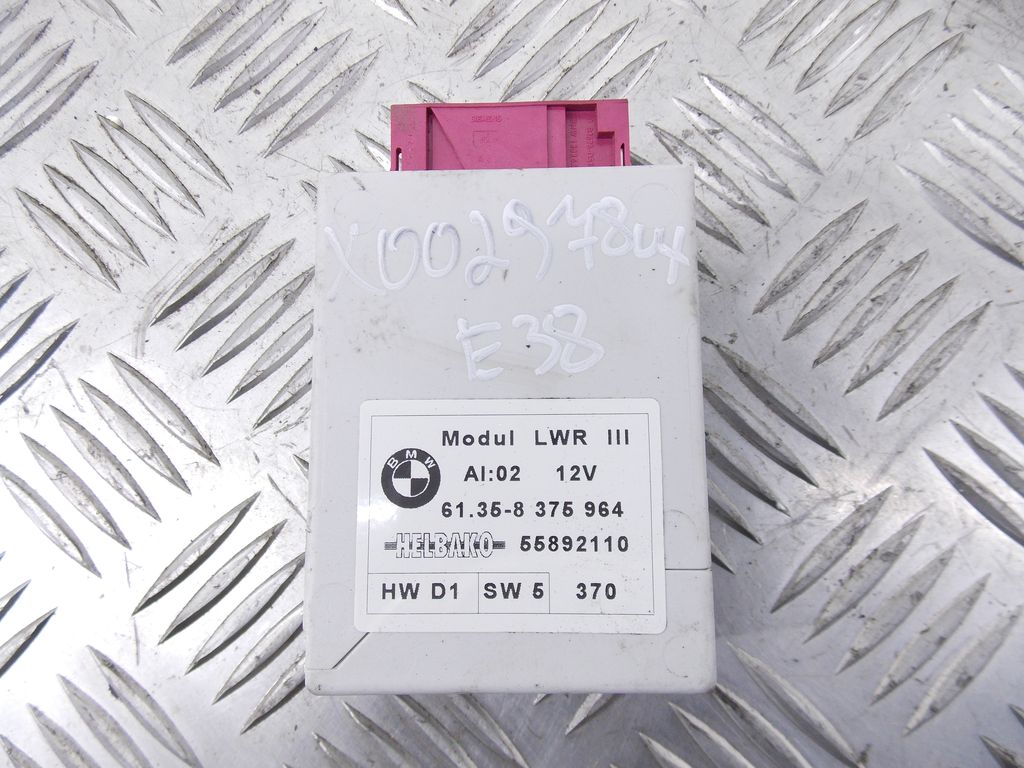 X0029784x
E38
Modul LWR III
BMW
AI:02 12V
61.35-8 375 964
HELBAKO 55892110
HW D1 SW 5 370